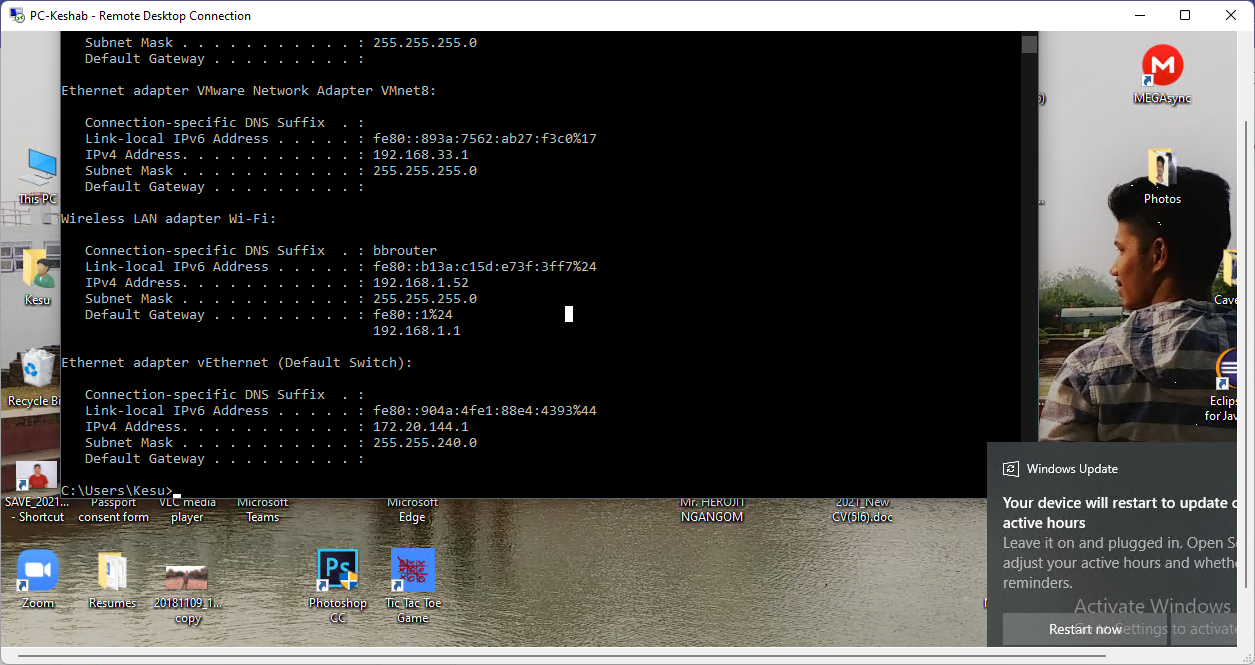 PC-Keshab - Remote Desktop Connection
Subnet Mask . . . . . . . . . . . : 255.255.255.0
Default Gateway . . . . . . . . . :
Ethernet adapter VMware Network Adapter VMnet8:
Connection-specific DNS Suffix  . :
Link-local IPv6 Address . . . . . : fe80::893a:7562:ab27:f3c0%17
IPv4 Address. . . . . . . . . . . : 192.168.33.1
Subnet Mask . . . . . . . . . . . : 255.255.255.0
Default Gateway . . . . . . . . . :
Wireless LAN adapter Wi-Fi:
Connection-specific DNS Suffix  . : bbrouter
Link-local IPv6 Address . . . . . : fe80::b13a:c15d:e73f:3ff7%24
IPv4 Address. . . . . . . . . . . : 192.168.1.52
Subnet Mask . . . . . . . . . . . : 255.255.255.0
Default Gateway . . . . . . . . . : fe80::1%24
192.168.1.1
Ethernet adapter vEthernet (Default Switch):
Connection-specific DNS Suffix  . :
Link-local IPv6 Address . . . . . : fe80::904a:4fe1:88e4:4393%44
IPv4 Address. . . . . . . . . . . : 172.20.144.1
Subnet Mask . . . . . . . . . . . : 255.255.240.0
Default Gateway . . . . . . . . . :
C:\Users\Kesu>
This PC
Kesu
Recycle Bi
MEGAsync
Photos
Cave
Eclips
for Jav
SAVE_2021...
- Shortcut
Passport
consent form
VLC media
player
Microsoft
Teams
Microsoft
Edge
Mr. HEROJIT
NGANGOM
2021_New
CV(5l6).doc
Zoom
Resumes
20181109_1...
copy
Ps
Photoshop
CC
Tic Tac Toe
Game
Windows Update
Your device will restart to update o
active hours
Leave it on and plugged in. Open Se
adjust your active hours and whethe
reminders.
Restart now
Activate Windows
Settings to activate